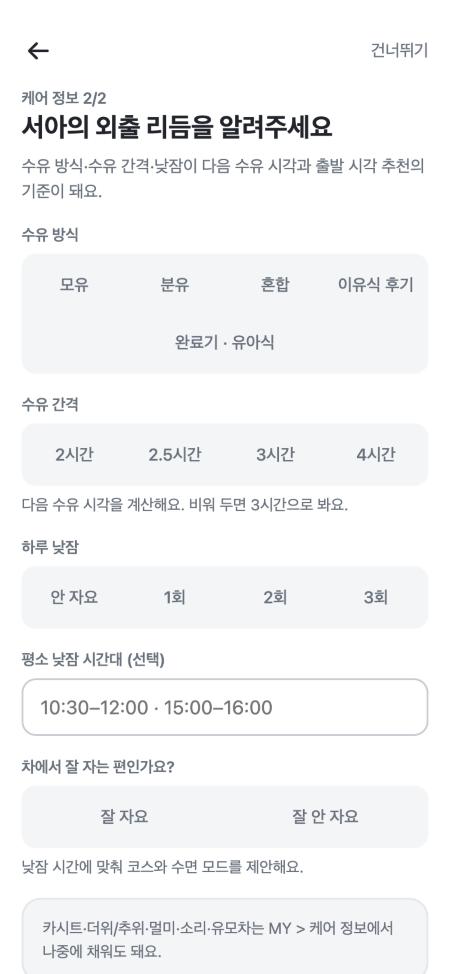 건너뛰기
케어 정보 2/2
서아의 외출 리듬을 알려주세요
수유 방식·수유 간격·낮잠이 다음 수유 시각과 출발 시각 추천의
기준이 돼요.
수유 방식
모유 분유 혼합 이유식 후기
완료기 · 유아식
수유 간격
2시간 2.5시간 3시간 4시간
다음 수유 시각을 계산해요. 비워 두면 3시간으로 봐요.
하루 낮잠
안 자요 1회 2회 3회
평소 낮잠 시간대 (선택)
10:30–12:00 · 15:00–16:00
차에서 잘 자는 편인가요?
잘 자요 잘 안 자요
낮잠 시간에 맞춰 코스와 수면 모드를 제안해요.
카시트·더위/추위·멀미·소리·유모차는 MY > 케어 정보에서
나중에 채워도 돼요.